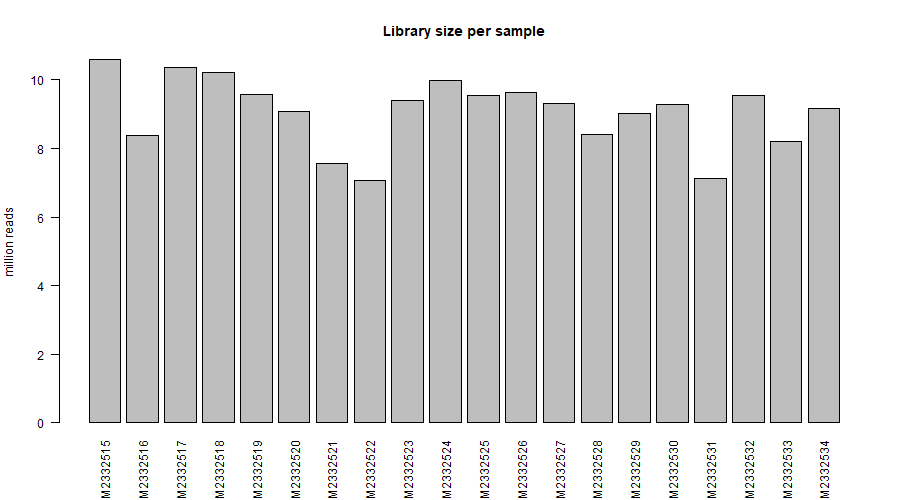 Library size per sample
million reads
10
8
6
4
2
0
M2332515
M2332516
M2332517
M2332518
M2332519
M2332520
M2332521
M2332522
M2332523
M2332524
M2332525
M2332526
M2332527
M2332528
M2332529
M2332530
M2332531
M2332532
M2332533
M2332534